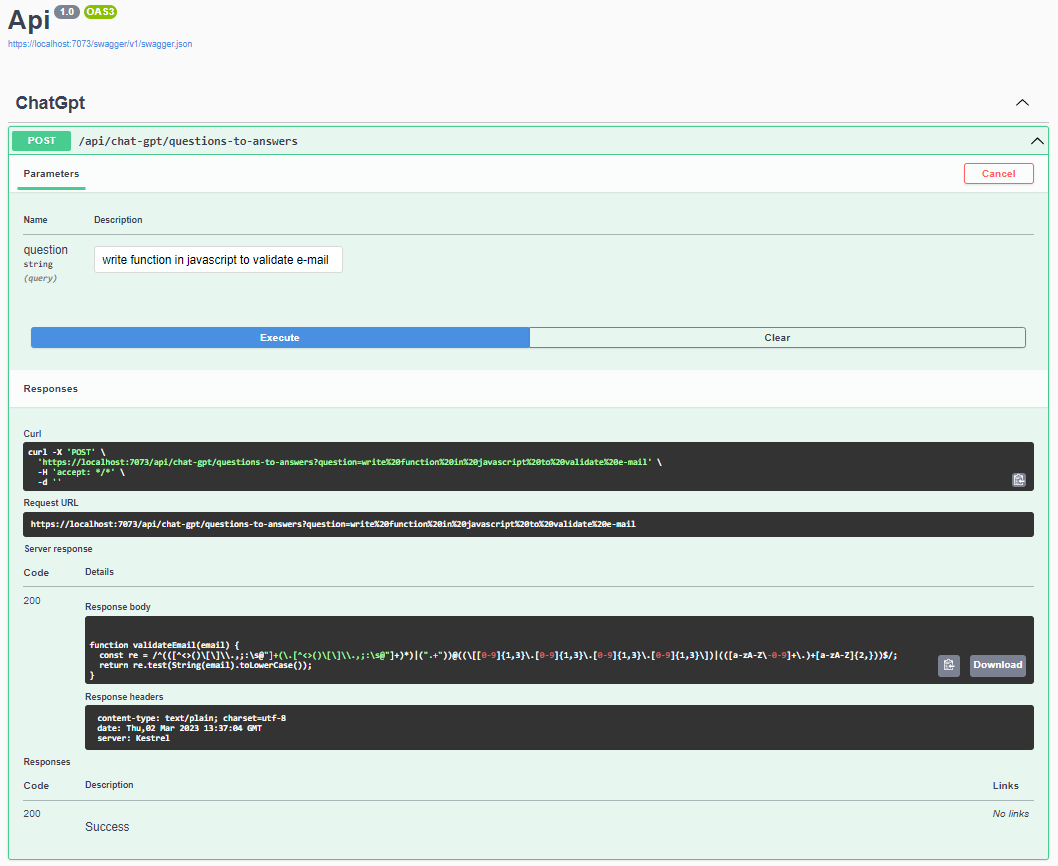 Api 1.0 OAS3
https://localhost:7073/swagger/v1/swagger.json
ChatGpt
POST /api/chat-gpt/questions-to-answers
Parameters
Cancel
Name Description
question write function in javascript to validate e-mail
string
(query)
Execute Clear
Responses
Curl
curl -X 'POST' \
'https://localhost:7073/api/chat-gpt/questions-to-answers?question=write%20function%20in%20javascript%20to%20validate%20e-mail' \
-H 'accept: */*' \
-d ''
Request URL
https://localhost:7073/api/chat-gpt/questions-to-answers?question=write%20function%20in%20javascript%20to%20validate%20e-mail
Server response
Code Details
200
Response body
function validateEmail(email) {
const re = /^(([^<>()\[\]\\.,;:\s@"]+(\.[^<>()\[\]\\.,;:\s@"]+)*)|(".+"))@((\[[0-9]{1,3}\.[0-9]{1,3}\.[0-9]{1,3}\.[0-9]{1,3}\])|(([a-zA-Z\-0-9]+\.)+[a-zA-Z]{2,}))$/;
return re.test(String(email).toLowerCase());
}
Download
Response headers
content-type: text/plain; charset=utf-8
date: Thu,02 Mar 2023 13:37:04 GMT
server: Kestrel
Responses
Code Description Links
200 No links
Success